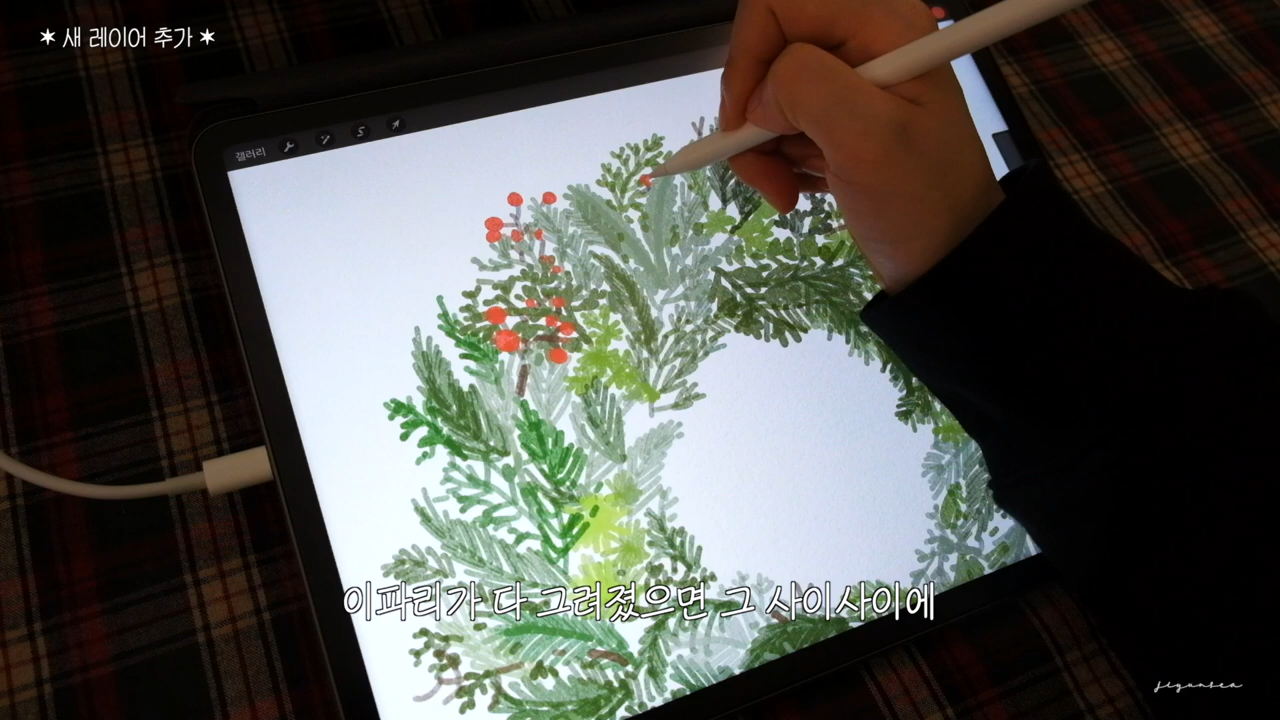 ✶ 새 레이어 추가 ✶
갤러리
이파리가 다 그려졌으면 그 사이사이에
jiyunsea